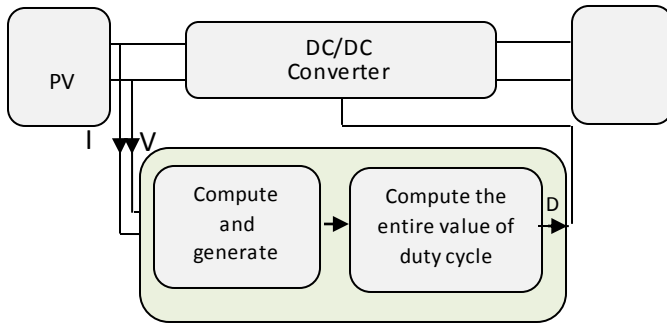 PV
DC/DC
Converter
I
V
Compute
and
generate
Compute the
entire value of
duty cycle
D